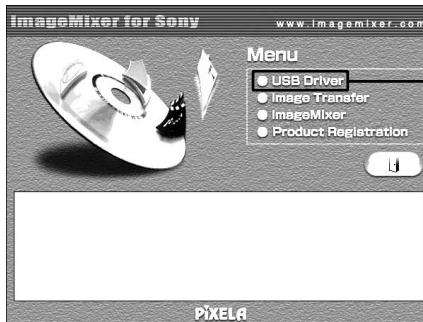 ImageMixer for Sony
www.imagemixer.com
Menu
USB Driver
Image Transfer
ImageMixer
Product Registration
PIXELA